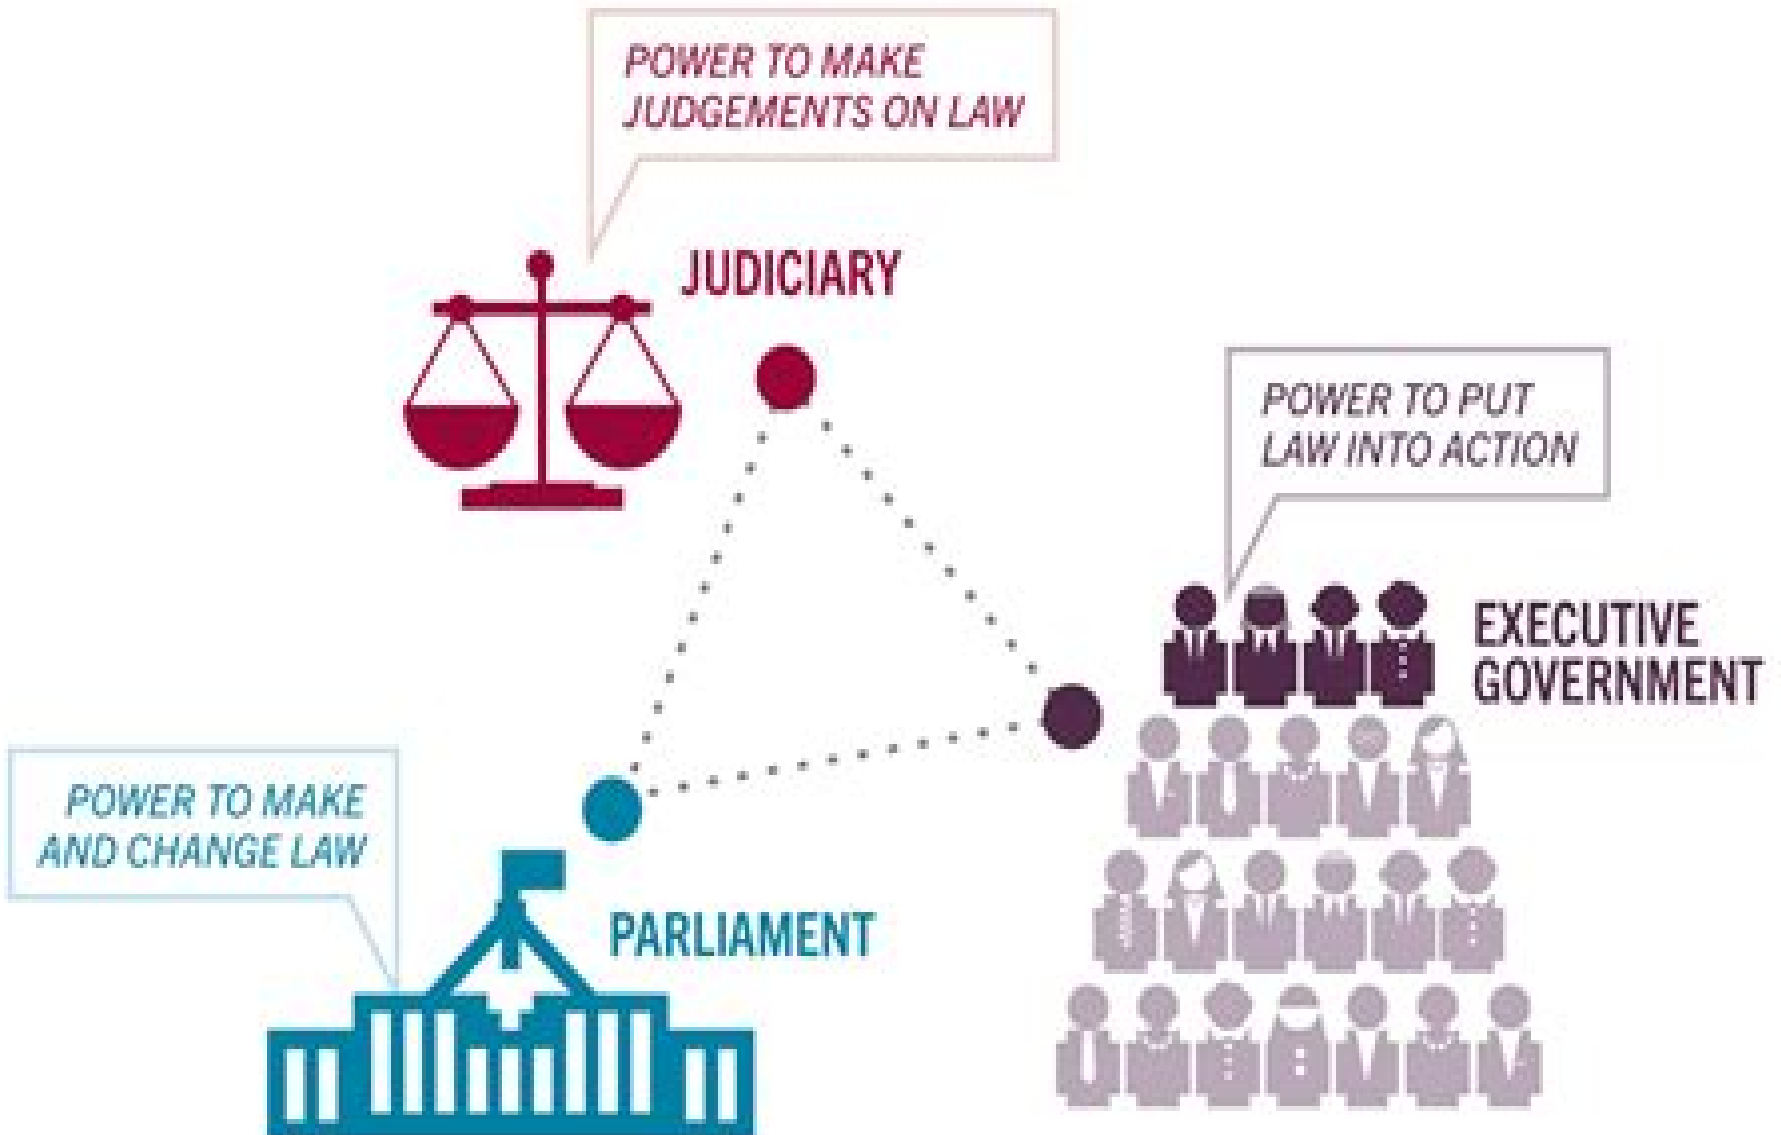 POWER TO MAKE
JUDGEMENTS ON LAW
JUDICIARY
POWER TO PUT
LAW INTO ACTION
EXECUTIVE
GOVERNMENT
POWER TO MAKE
AND CHANGE LAW
PARLIAMENT